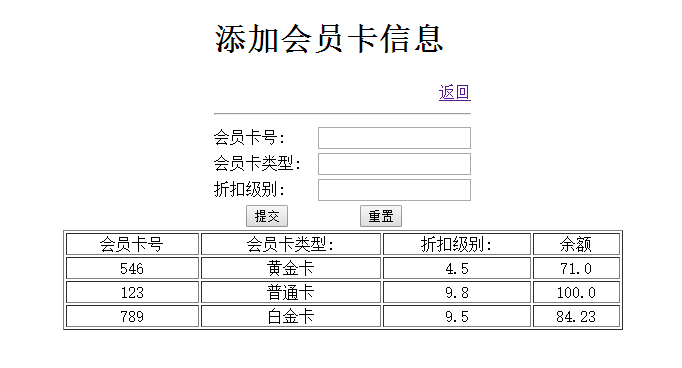 添加会员卡信息
返回
会员卡号:
会员卡类型:
折扣级别:
提交 重置
会员卡号 会员卡类型: 折扣级别: 余额
546 黄金卡 4.5 71.0
123 普通卡 9.8 100.0
789 白金卡 9.5 84.23